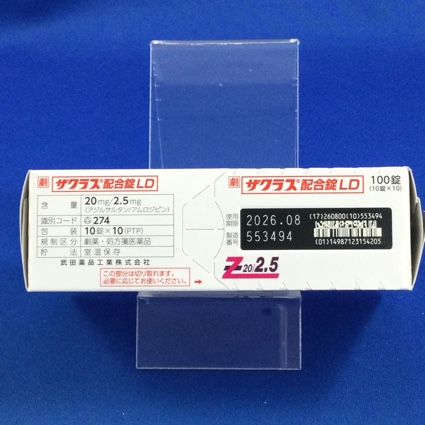 劇 ザクラス®配合錠LD
含量 20mg/2.5mg
(アジルサルタン/アムロジピン)
識別コード 274
包装 10錠×10(PTP)
規制区分 劇薬・処方箋医薬品
貯法 室温保存
武田薬品工業株式会社
この部分は切り取れます。
必要に応じてお使いください。
劇 ザクラス®配合錠LD 100錠
(10錠×10)
使用期限 2026.08
製造番号 553494
(17)260800(10)553494
(01)14987123154205
Z20/2.5